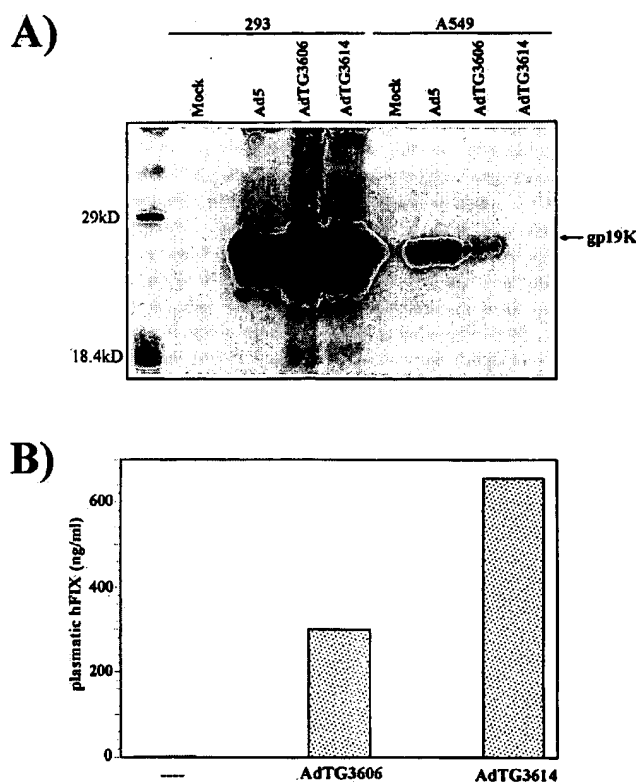 A)
293 A549
Mock Ad5 AdTG3606 AdTG3614 Mock Ad5 AdTG3606 AdTG3614
29kD
gp19K
18.4kD
B)
plasmatic hFIX (ng/ml)
600
400
200
0
---- AdTG3606 AdTG3614